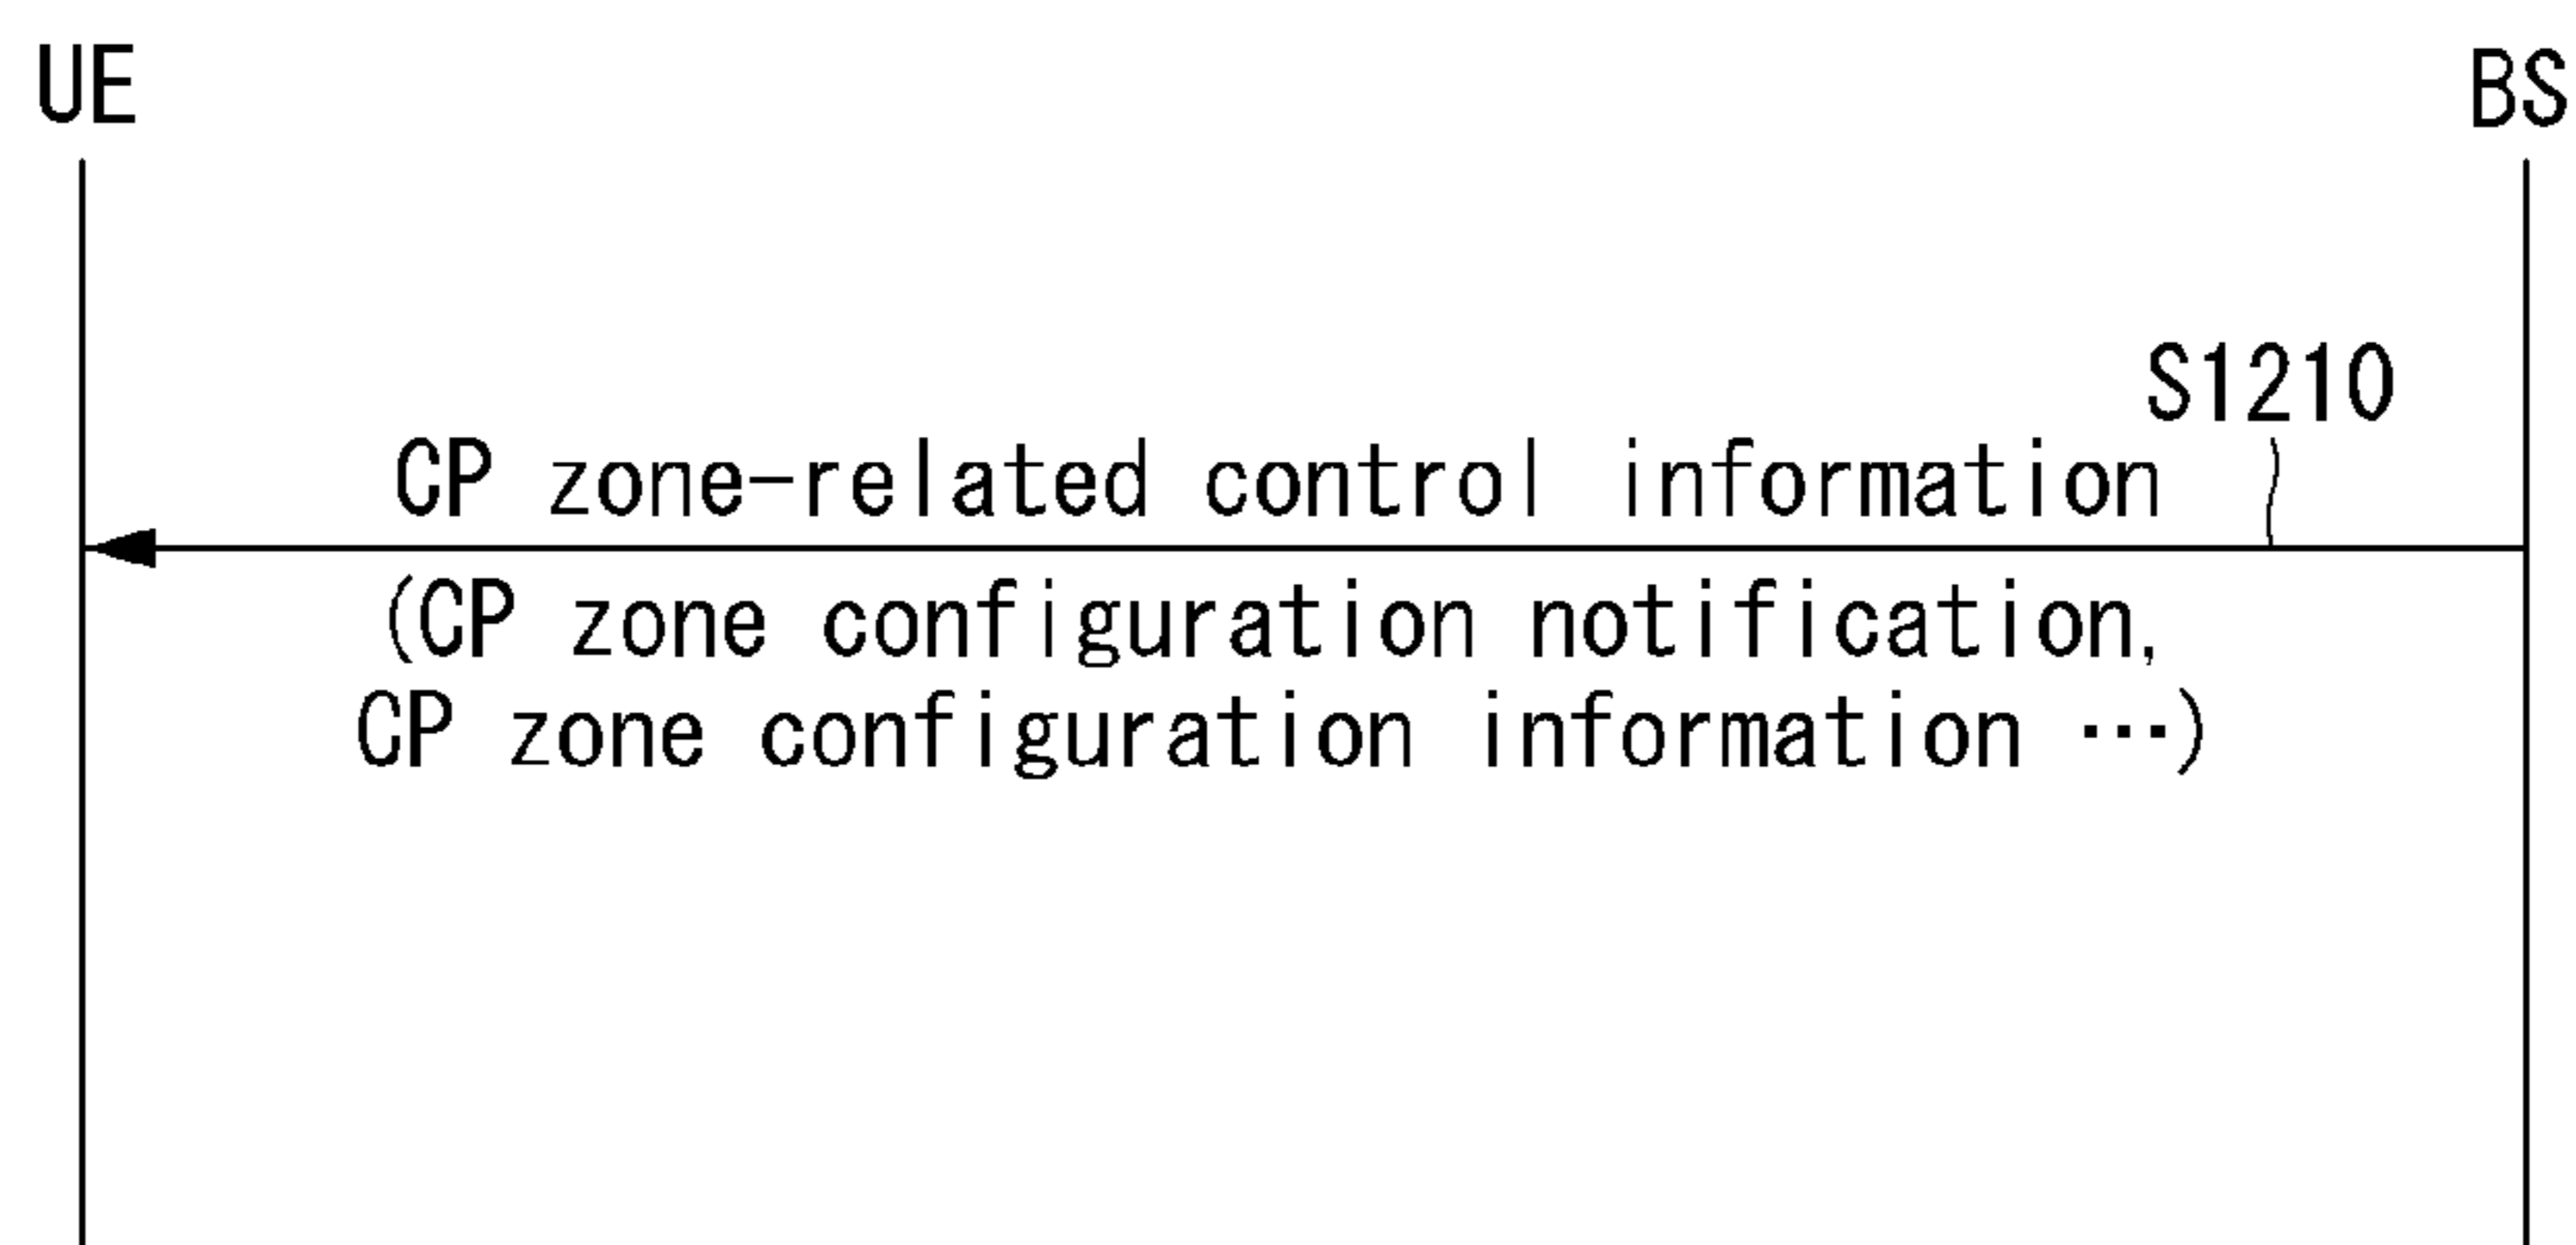 UE
BS
S1210
CP zone-related control information
(CP zone configuration notification,
CP zone configuration information …)